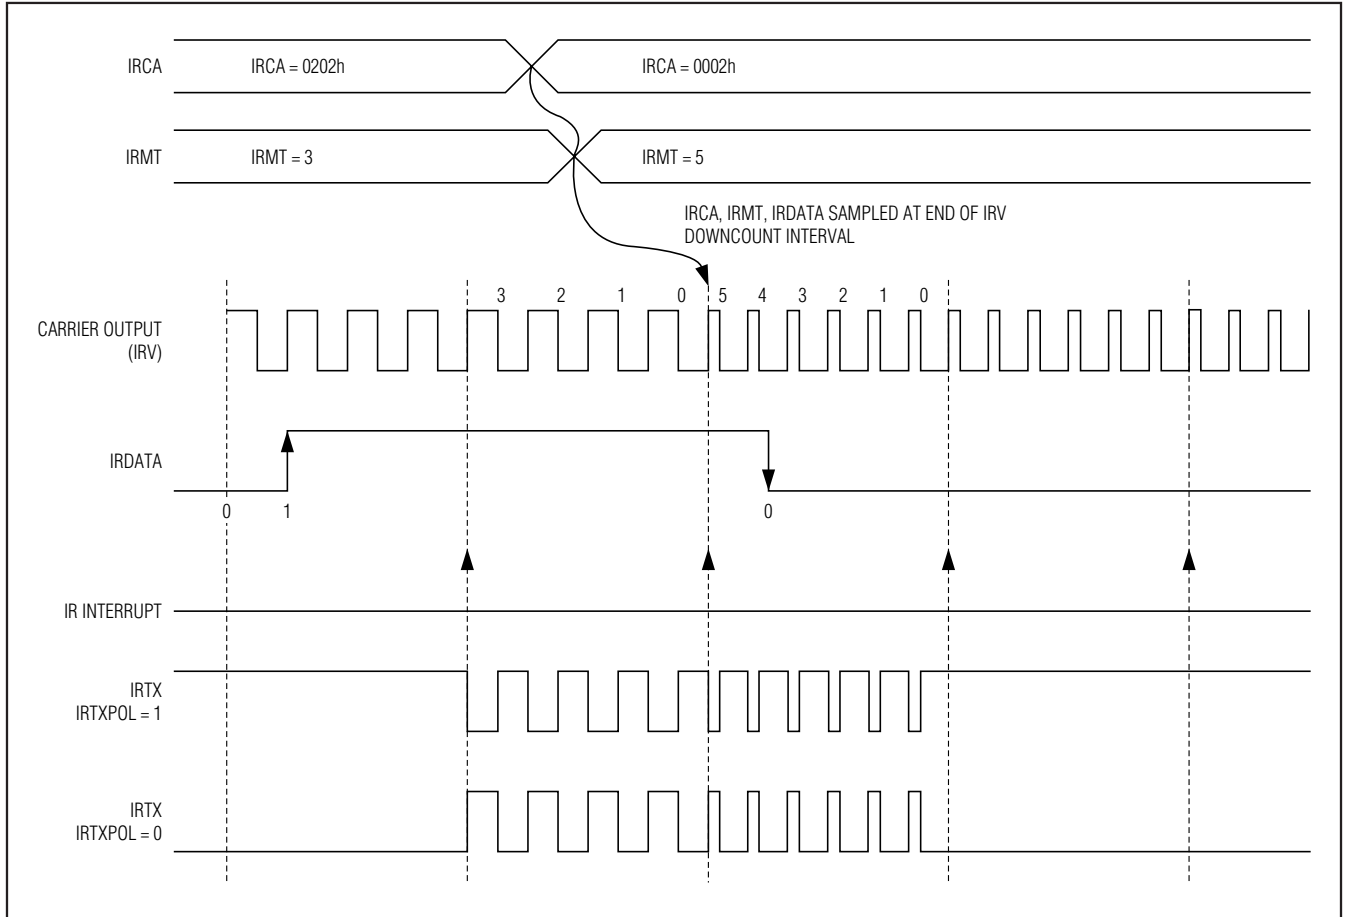 IRCA IRCA = 0202h IRCA = 0002h
IRMT IRMT = 3 IRMT = 5
IRCA, IRMT, IRDATA SAMPLED AT END OF IRV
DOWNCOUNT INTERVAL
3 2 1 0 5 4 3 2 1 0
CARRIER OUTPUT
(IRV)
IRDATA
0 1 0
IR INTERRUPT
IRTX
IRTXPOL = 1
IRTX
IRTXPOL = 0